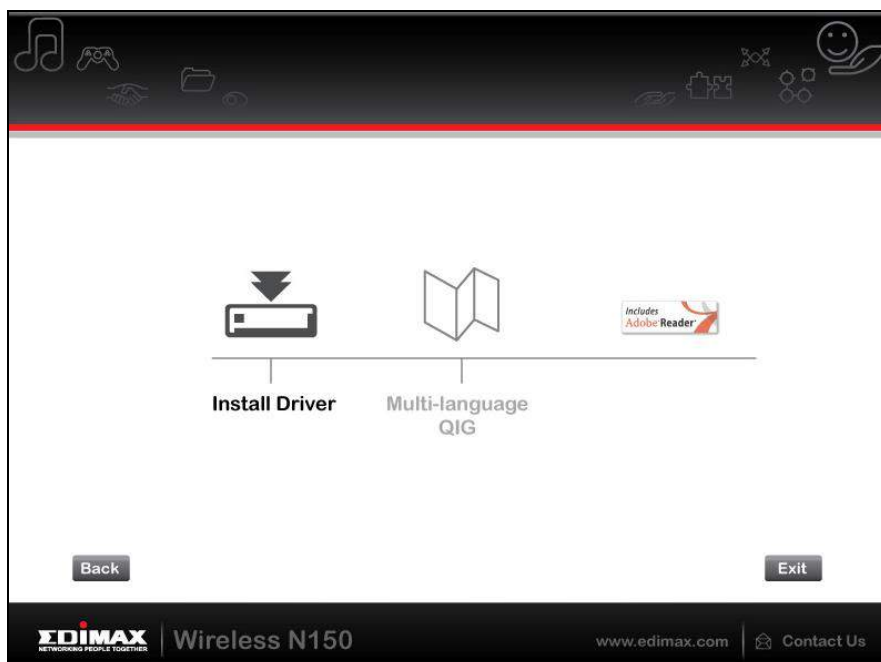 Includes
Adobe Reader
Install Driver
Multi-language
QIG
Back
Exit
EDIMAX
NETWORKING PEOPLE TOGETHER
Wireless N150
www.edimax.com
Contact Us